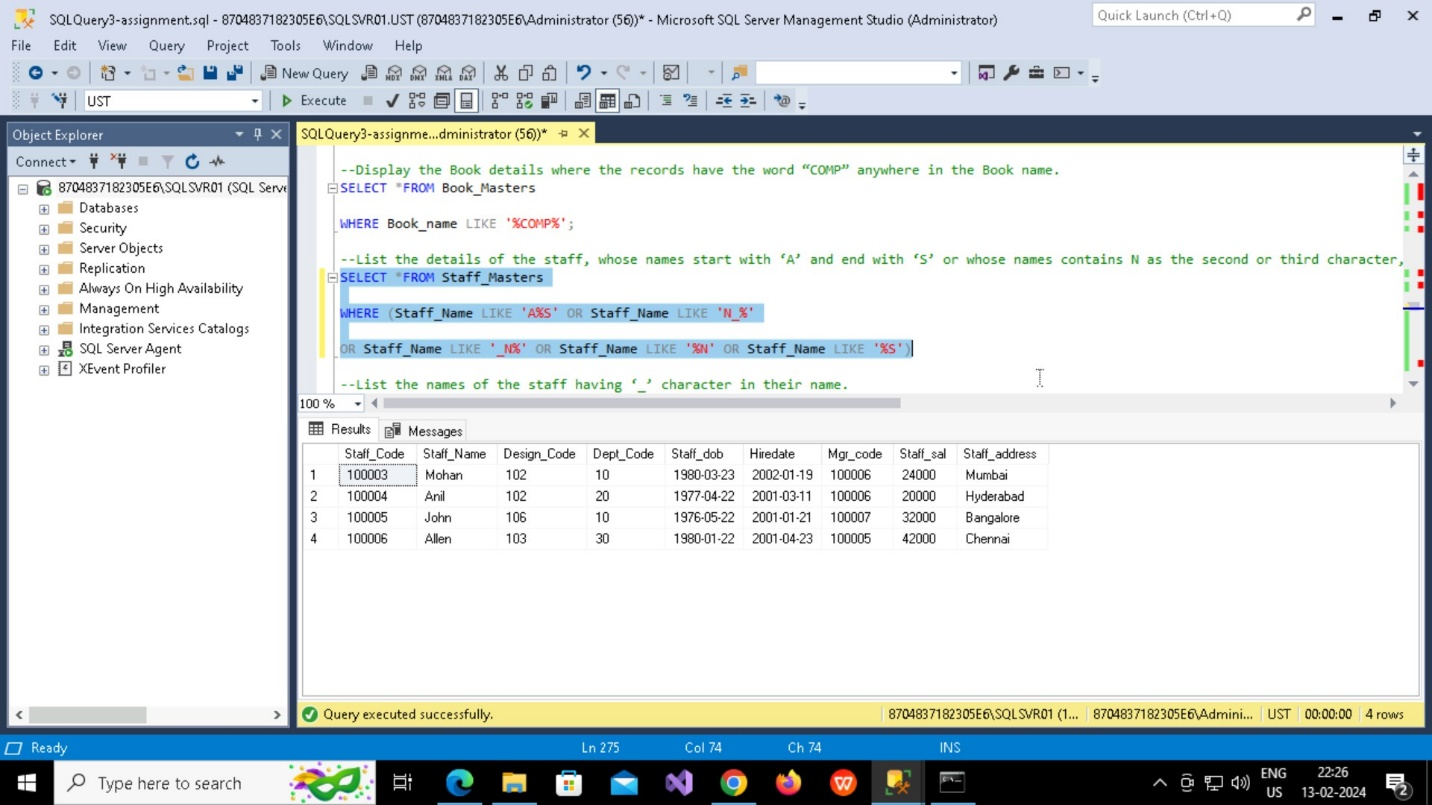 SQLQuery3-assignment.sql - 8704837182305E6\SQLSVR01.UST (8704837182305E6\Administrator (56))* - Microsoft SQL Server Management Studio (Administrator)
Quick Launch (Ctrl+Q)
File Edit View Query Project Tools Window Help
New Query MDX DMX XMLA DAX
UST Execute
Object Explorer
Connect
8704837182305E6\SQLSVR01 (SQL Serve
Databases
Security
Server Objects
Replication
Always On High Availability
Management
Integration Services Catalogs
SQL Server Agent
XEvent Profiler
SQLQuery3-assignme...dministrator (56))*
--Display the Book details where the records have the word “COMP” anywhere in the Book name.
SELECT *FROM Book_Masters
WHERE Book_name LIKE '%COMP%';
--List the details of the staff, whose names start with ‘A’ and end with ‘S’ or whose names contains N as the second or third character,
SELECT *FROM Staff_Masters
WHERE (Staff_Name LIKE 'A%S' OR Staff_Name LIKE 'N_%'
OR Staff_Name LIKE '_N%' OR Staff_Name LIKE '%N' OR Staff_Name LIKE '%S')
--List the names of the staff having ‘_’ character in their name.
100 %
Results Messages
Staff_Code Staff_Name Design_Code Dept_Code Staff_dob Hiredate Mgr_code Staff_sal Staff_address
1 100003 Mohan 102 10 1980-03-23 2002-01-19 100006 24000 Mumbai
2 100004 Anil 102 20 1977-04-22 2001-03-11 100006 20000 Hyderabad
3 100005 John 106 10 1976-05-22 2001-01-21 100007 32000 Bangalore
4 100006 Allen 103 30 1980-01-22 2001-04-23 100005 42000 Chennai
Query executed successfully. 8704837182305E6\SQLSVR01 (1... 8704837182305E6\Admini... UST 00:00:00 4 rows
Ready Ln 275 Col 74 Ch 74 INS
Type here to search
ENG 22:26
US 13-02-2024 2